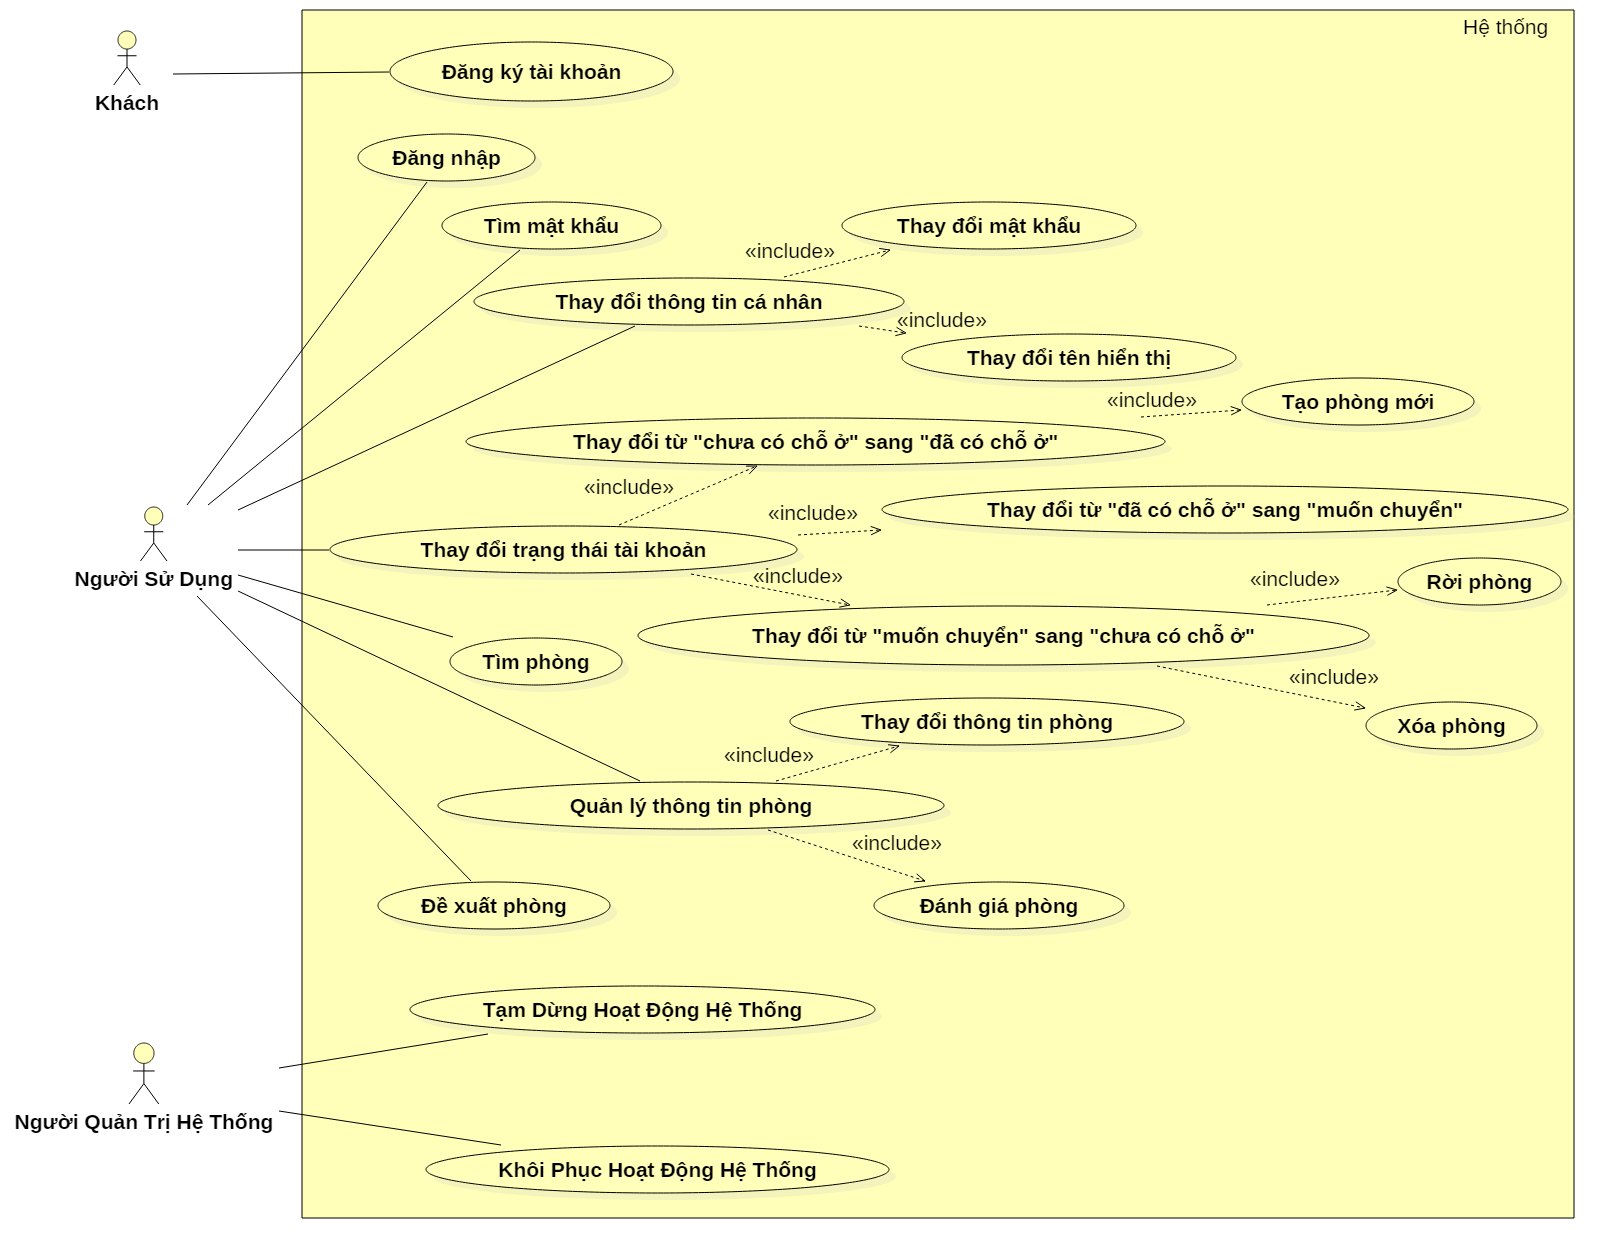 Hệ thống
Khách
Đăng ký tài khoản
Đăng nhập
Tìm mật khẩu
Thay đổi mật khẩu
«include»
Thay đổi thông tin cá nhân
«include»
Thay đổi tên hiển thị
«include»
Tạo phòng mới
Thay đổi từ "chưa có chỗ ở" sang "đã có chỗ ở"
«include»
«include»
Thay đổi từ "đã có chỗ ở" sang "muốn chuyển"
Thay đổi trạng thái tài khoản
Người Sử Dụng
«include»
«include»
Rời phòng
Thay đổi từ "muốn chuyển" sang "chưa có chỗ ở"
Tìm phòng
«include»
Thay đổi thông tin phòng
Xóa phòng
«include»
Quản lý thông tin phòng
«include»
Đề xuất phòng
Đánh giá phòng
Tạm Dừng Hoạt Động Hệ Thống
Người Quản Trị Hệ Thống
Khôi Phục Hoạt Động Hệ Thống